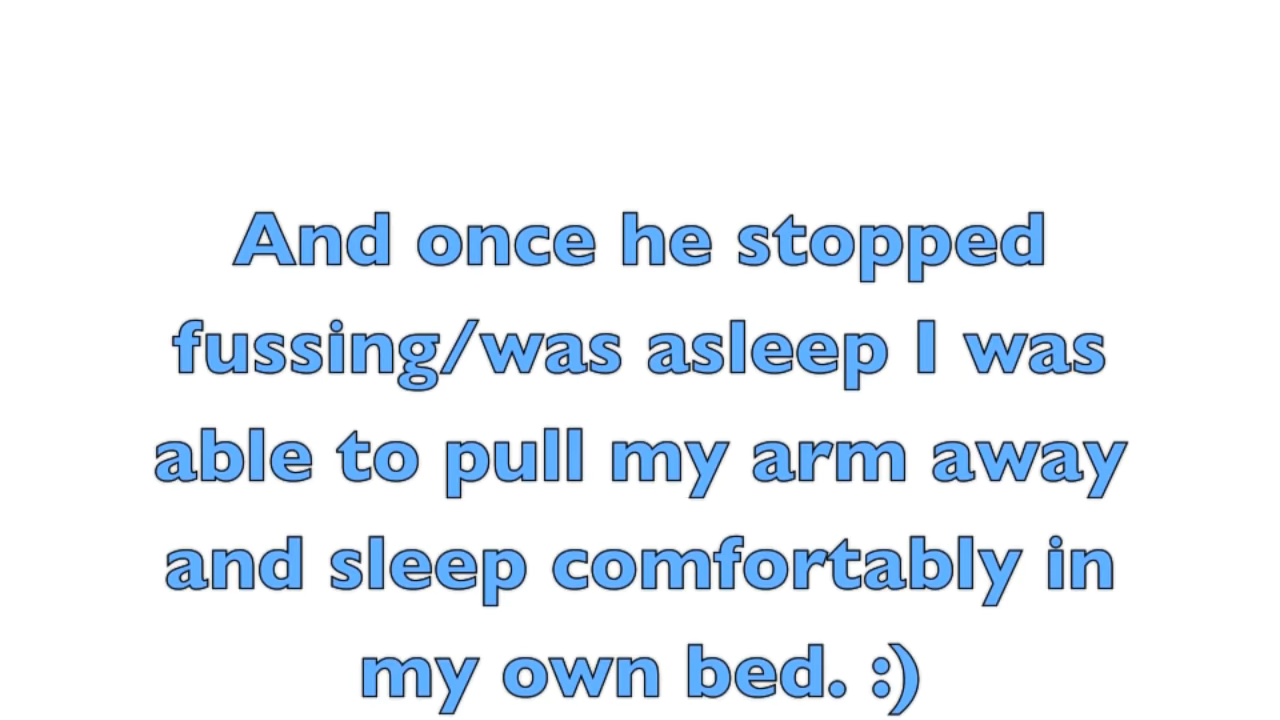 And once he stopped
fussing/was asleep I was
able to pull my arm away
and sleep comfortably in
my own bed. :)